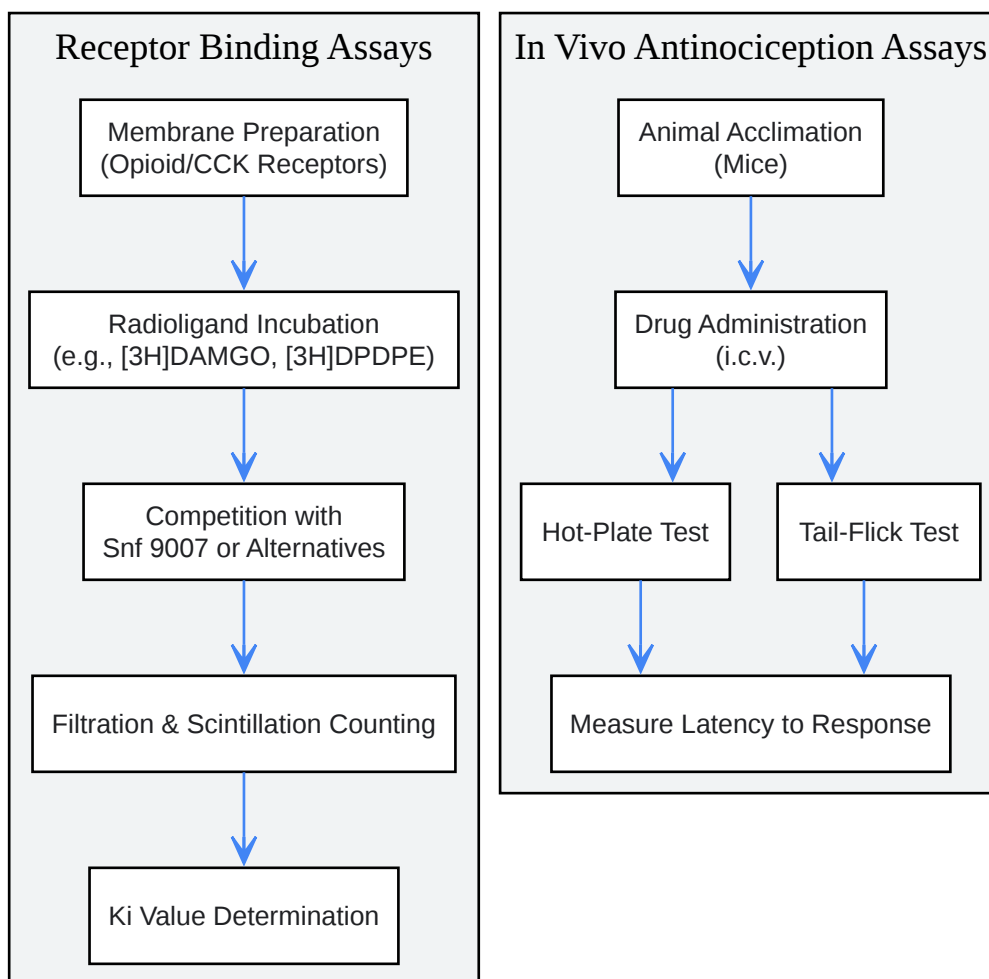 Receptor Binding Assays
Membrane Preparation
(Opioid/CCK Receptors)
Radioligand Incubation
(e.g., [3H]DAMGO, [3H]DPDPE)
Competition with
Snf 9007 or Alternatives
Filtration & Scintillation Counting
Ki Value Determination
In Vivo Antinociception Assays
Animal Acclimation
(Mice)
Drug Administration
(i.c.v.)
Hot-Plate Test
Tail-Flick Test
Measure Latency to Response